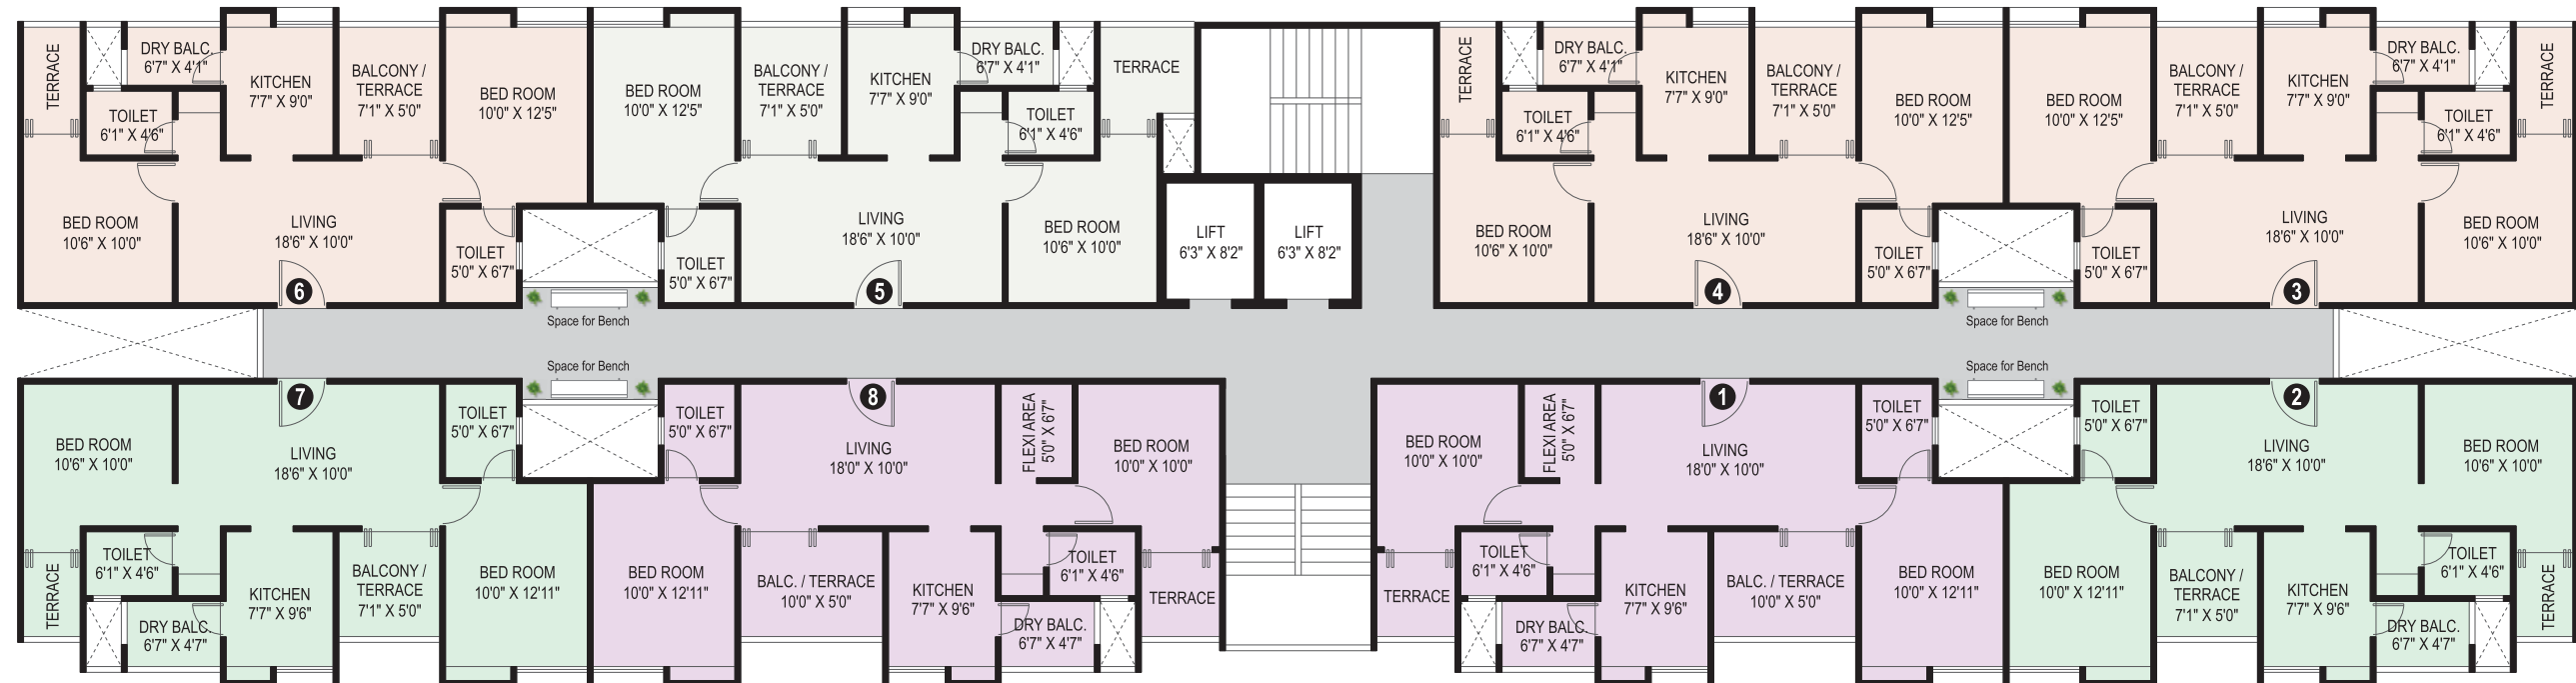 TERRACE
DRY BALC.
6'7" X 4'1"
KITCHEN
7'7" X 9'0"
BALCONY /
TERRACE
7'1" X 5'0"
BED ROOM
10'0" X 12'5"
TOILET
6'1" X 4'6"
BED ROOM
10'6" X 10'0"
LIVING
18'6" X 10'0"
TOILET
5'0" X 6'7"
6
BED ROOM
10'0" X 12'5"
BALCONY /
TERRACE
7'1" X 5'0"
KITCHEN
7'7" X 9'0"
DRY BALC.
6'7" X 4'1"
TERRACE
TOILET
6'1" X 4'6"
TOILET
5'0" X 6'7"
LIVING
18'6" X 10'0"
BED ROOM
10'6" X 10'0"
5
LIFT
6'3" X 8'2"
LIFT
6'3" X 8'2"
TERRACE
DRY BALC.
6'7" X 4'1"
KITCHEN
7'7" X 9'0"
BALCONY /
TERRACE
7'1" X 5'0"
BED ROOM
10'0" X 12'5"
TOILET
6'1" X 4'6"
BED ROOM
10'6" X 10'0"
LIVING
18'6" X 10'0"
TOILET
5'0" X 6'7"
4
BED ROOM
10'0" X 12'5"
BALCONY /
TERRACE
7'1" X 5'0"
KITCHEN
7'7" X 9'0"
DRY BALC.
6'7" X 4'1"
TERRACE
TOILET
6'1" X 4'6"
TOILET
5'0" X 6'7"
LIVING
18'6" X 10'0"
BED ROOM
10'6" X 10'0"
3
Space for Bench
Space for Bench
Space for Bench
Space for Bench
7
BED ROOM
10'6" X 10'0"
LIVING
18'6" X 10'0"
TOILET
5'0" X 6'7"
TOILET
6'1" X 4'6"
TERRACE
DRY BALC.
6'7" X 4'7"
KITCHEN
7'7" X 9'6"
BALCONY /
TERRACE
7'1" X 5'0"
BED ROOM
10'0" X 12'11"
8
TOILET
5'0" X 6'7"
LIVING
18'0" X 10'0"
FLEXI AREA
5'0" X 6'7"
BED ROOM
10'0" X 10'0"
BED ROOM
10'0" X 12'11"
BALC. / TERRACE
10'0" X 5'0"
KITCHEN
7'7" X 9'6"
TOILET
6'1" X 4'6"
DRY BALC.
6'7" X 4'7"
TERRACE
1
BED ROOM
10'0" X 10'0"
FLEXI AREA
5'0" X 6'7"
LIVING
18'0" X 10'0"
TOILET
5'0" X 6'7"
TERRACE
TOILET
6'1" X 4'6"
DRY BALC.
6'7" X 4'7"
KITCHEN
7'7" X 9'6"
BALC. / TERRACE
10'0" X 5'0"
BED ROOM
10'0" X 12'11"
2
TOILET
5'0" X 6'7"
LIVING
18'6" X 10'0"
BED ROOM
10'6" X 10'0"
BED ROOM
10'0" X 12'11"
BALCONY /
TERRACE
7'1" X 5'0"
KITCHEN
7'7" X 9'6"
TOILET
6'1" X 4'6"
DRY BALC.
6'7" X 4'7"
TERRACE